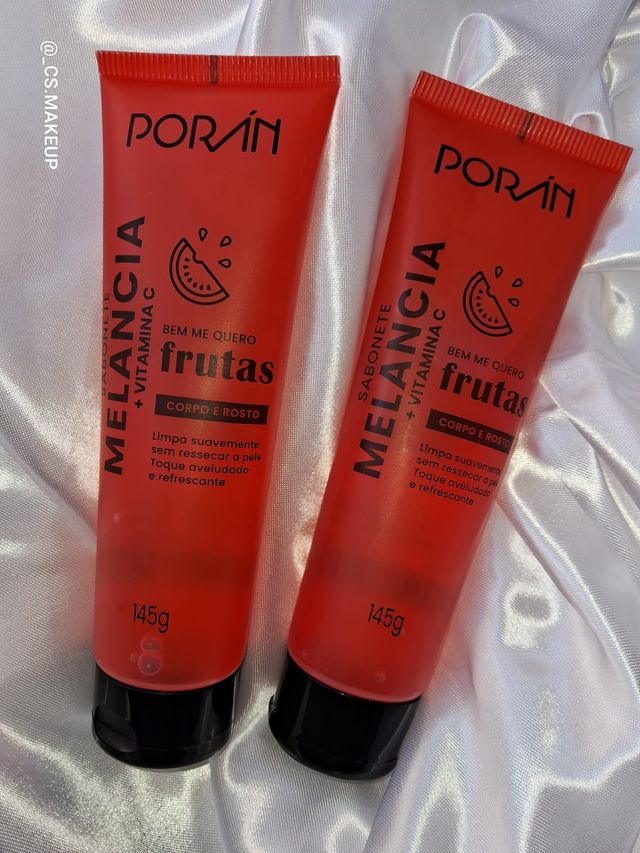 @_CS.MAKEUP
PORÁN
SABONETE
MELANCIA
+ VITAMINA C
BEM ME QUERO
frutas
CORPO E ROSTO
Limpa suavemente
sem ressecar a pele
Toque aveludado
e refrescante
145g
PORÁN
SABONETE
MELANCIA
+ VITAMINA C
BEM ME QUERO
frutas
CORPO E ROSTO
Limpa suavemente
sem ressecar a pele
Toque aveludado
e refrescante
145g